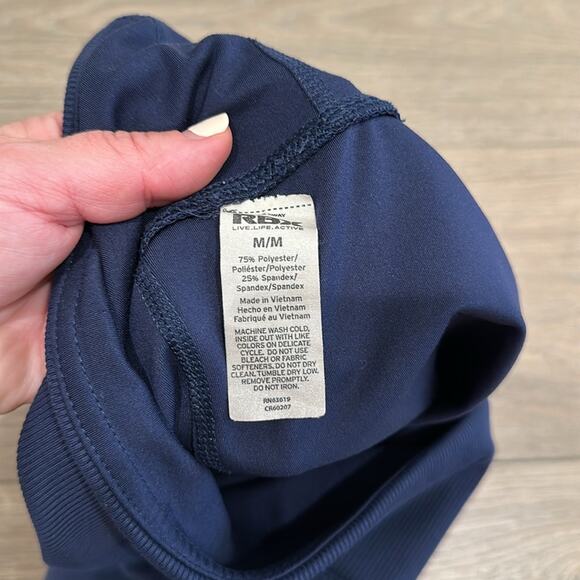 RBX
LIVE.LIFE.ACTIVE
M/M
75% Polyester/
Poliéster/Polyester
25% Spandex/
Spandex/Spandex
Made in Vietnam
Hecho en Vietnam
Fabriqué au Vietnam
MACHINE WASH COLD,
INSIDE OUT WITH LIKE
COLORS ON DELICATE
CYCLE. DO NOT USE
BLEACH OR FABRIC
SOFTENERS. DO NOT DRY
CLEAN. TUMBLE DRY LOW.
REMOVE PROMPTLY.
DO NOT IRON.
RN63619
CR60207